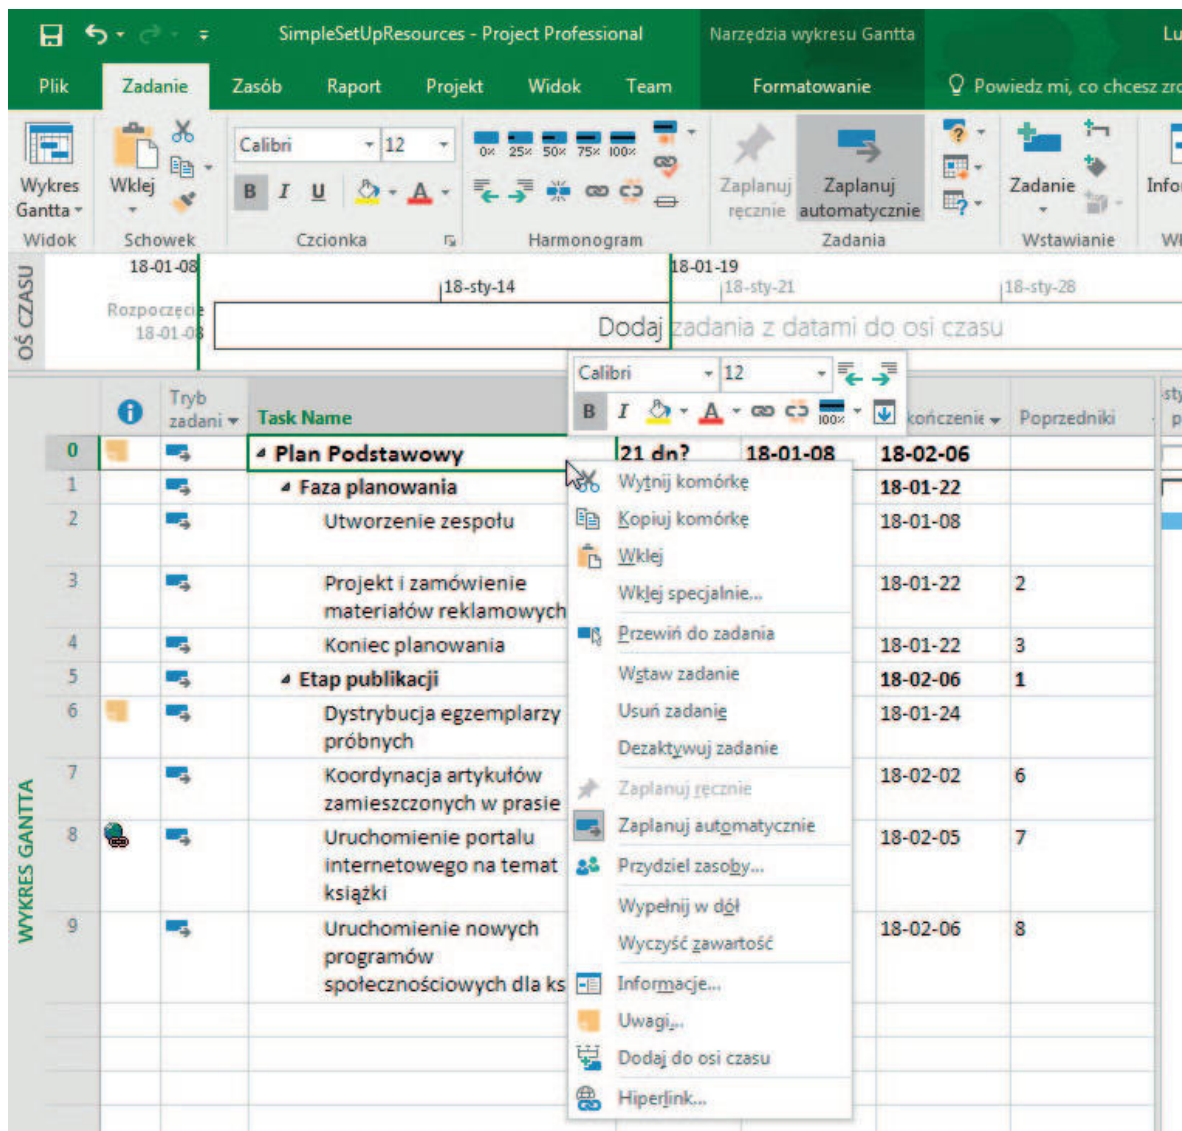 SimpleSetUpResources - Project Professional
Narzędzia wykresu Gantta
Lu
Plik
Zadanie
Zasób
Raport
Projekt
Widok
Team
Formatowanie
Powiedz mi, co chcesz zro
Wykres
Gantta
Wklej
Calibri
12
B I U A
0% 25% 50% 75% 100%
Zaplanuj
ręcznie
Zaplanuj
automatycznie
Zadanie
Info
Widok
Schowek
Czcionka
Harmonogram
Zadania
Wstawianie
OŚ CZASU
18-01-08
18-01-19
18-sty-14
18-sty-21
18-sty-28
Rozpoczęcie
18-01-08
Dodaj zadania z datami do osi czasu
Calibri
12
B I A 100%
Tryb
zadani
Task Name
kończenie
Poprzedniki
WYKRES GANTTA
0 Plan Podstawowy 21 dn? 18-01-08 18-02-06
1 Faza planowania 18-01-22
2 Utworzenie zespołu 18-01-08
3 Projekt i zamówienie 18-01-22 2
materiałów reklamowych
4 Koniec planowania 18-01-22 3
5 Etap publikacji 18-02-06 1
6 Dystrybucja egzemplarzy 18-01-24
próbnych
7 Koordynacja artykułów 18-02-02 6
zamieszczonych w prasie
8 Uruchomienie portalu 18-02-05 7
internetowego na temat
książki
9 Uruchomienie nowych 18-02-06 8
programów
społecznościowych dla ks
Wytnij komórkę
Kopiuj komórkę
Wklej
Wklej specjalnie...
Przewiń do zadania
Wstaw zadanie
Usuń zadanie
Dezaktywuj zadanie
Zaplanuj ręcznie
Zaplanuj automatycznie
Przydziel zasoby...
Wypełnij w dół
Wyczyść zawartość
Informacje...
Uwagi...
Dodaj do osi czasu
Hiperlink...